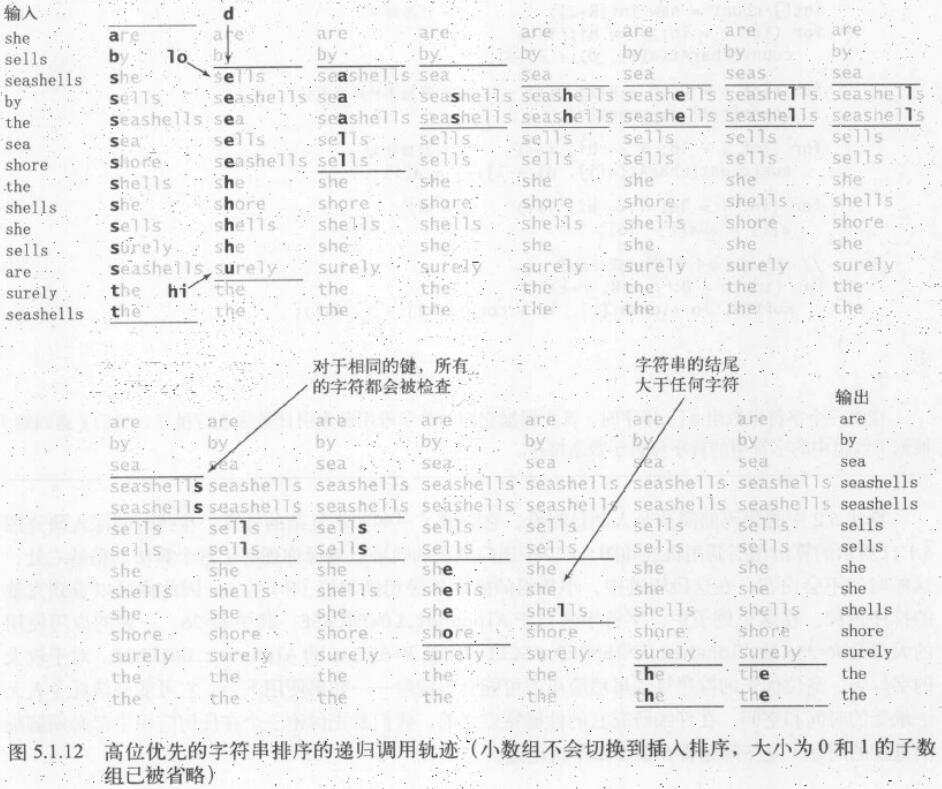 输入 d
she are are are are are are are are
sells by lo by by by by by by by
seashells she sells seashells sea sea sea seas sea
by sells seashells sea seashells seashells seashells seashells seashells
the seashells sea seashells seashells seashells seashells seashells seashells
sea sea sells sells sells sells sells sells sells
shore shore seashells sells sells sells sells sells sells
the shells she she she she she she she
shells she shore shore shore shore shore shells shells
she sells shells shells shells shells shells shore shore
sells surely she she she she she she she
are seashells surely surely surely surely surely surely surely
surely the hi the the the the the the the
seashells the the the the the the the the
对于相同的键，所有
的字符都会被检查
字符串的结尾
大于任何字符
输出
are are are are are are are are
by by by by by by by by
sea sea sea sea sea sea sea sea
seashells seashells seashells seashells seashells seashells seashells seashells
seashells seashells seashells seashells seashells seashells seashells seashells
sells sells sells sells sells sells sells sells
sells sells sells sells sells sells sells sells
she she she she she she she she
shells shells shells shells she she she she
she she she she shells shells shells shells
shore shore shore shore shore shore shore shore
surely surely surely surely surely surely surely surely
the the the the the the the the
the the the the the the the the
图 5.1.12 高位优先的字符串排序的递归调用轨迹（小数组不会切换到插入排序，大小为 0 和 1 的子数
组已被省略）